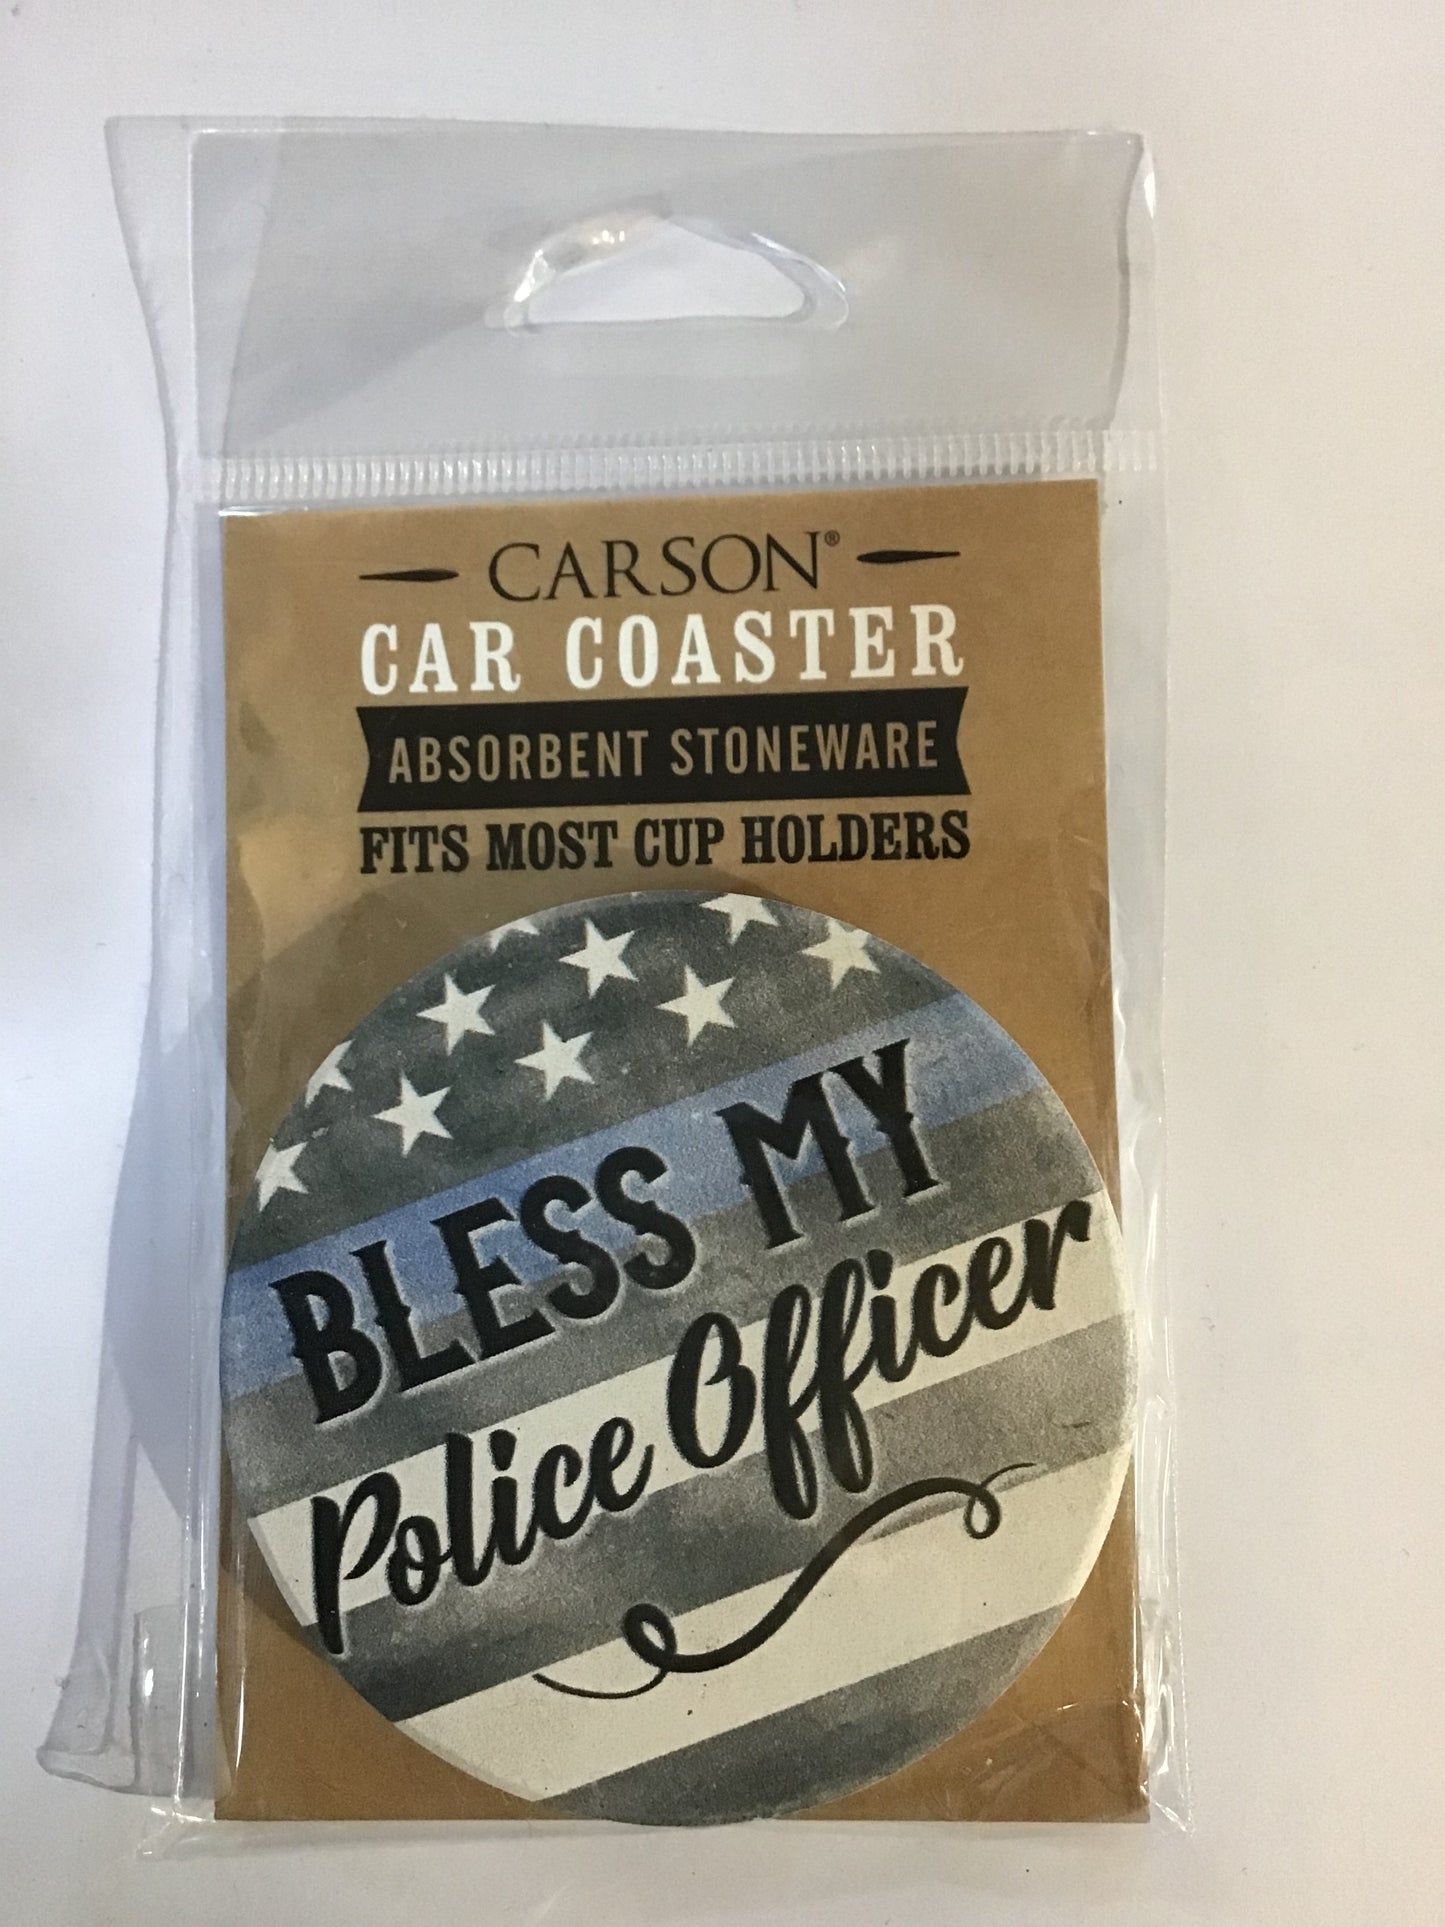 CARSON®
CAR COASTER
ABSORBENT STONEWARE
FITS MOST CUP HOLDERS
BLESS MY
Police Officer